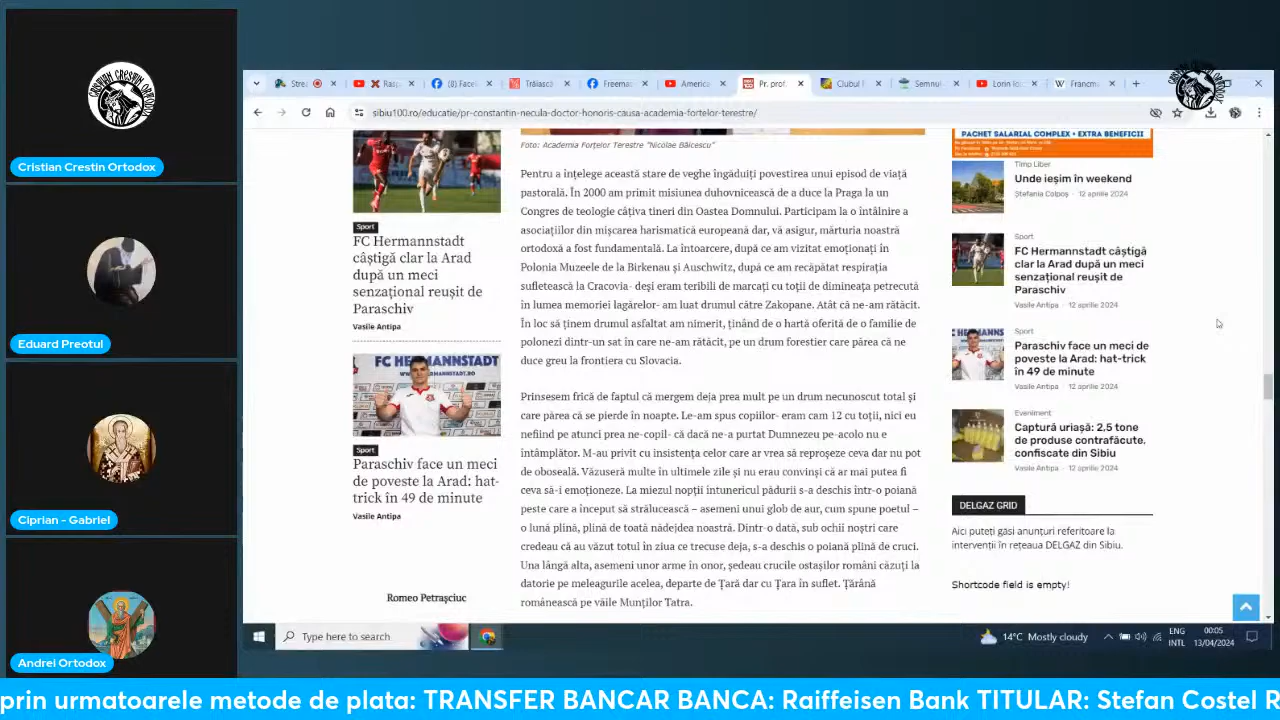 CRISTIAN CRESTIN ORTODOX
Cristian Crestin Ortodox
Eduard Preotul
Ciprian - Gabriel
Andrei Ortodox
Strea
Rasp
(8) Facel
Trăiască
Freemas
America
Pr. prof.
Clubul F
Semnul
Lorin Io
Francm
sibiu100.ro/educatie/pr-constantin-necula-doctor-honoris-causa-academia-fortelor-terestre/
Sport
FC Hermannstadt
câștigă clar la Arad
după un meci
senzațional reușit de
Paraschiv
Vasile Antipa
FC HERMANNSTADT
Sport
Paraschiv face un meci
de poveste la Arad: hat-
trick în 49 de minute
Vasile Antipa
Romeo Petrașciuc
Foto: Academia Forțelor Terestre "Nicolae Bălcescu"
Pentru a înțelege această stare de veghe îngăduiți povestirea unui episod de viață
pastorală. În 2000 am primit misiunea duhovnicească de a duce la Praga la un
Congres de teologie câțiva tineri din Oastea Domnului. Participam la o întâlnire a
asociațiilor din mișcarea harismatică europeană dar, vă asigur, mărturia noastră
ortodoxă a fost fundamentală. La întoarcere, după ce am vizitat emoționați în
Polonia Muzeele de la Birkenau și Auschwitz, după ce am recăpătat respirația
sufletească la Cracovia- deși eram teribili de marcați cu toții de dimineața petrecută
în lumea memoriei lagărelor- am luat drumul către Zakopane. Atât că ne-am rătăcit.
În loc să ținem drumul asfaltat am nimerit, ținând de o hartă oferită de o familie de
polonezi dintr-un sat în care ne-am rătăcit, pe un drum forestier care părea că ne
duce greu la frontiera cu Slovacia.
Prinsesem frică de faptul că mergem deja prea mult pe un drum necunoscut total și
care părea că se pierde în noapte. Le-am spus copiilor- eram cam 12 cu toții, nici eu
nefiind pe atunci prea ne-copil- că dacă ne-a purtat Dumnezeu pe-acolo nu e
întâmplător. M-au privit cu insistența celor care ar vrea să reproșeze ceva dar nu pot
de oboseală. Văzuseră multe în ultimele zile și nu erau convinși că ar mai putea fi
ceva să-i emoționeze. La miezul nopții întunericul pădurii s-a deschis într-o poiană
peste care a început să strălucească – asemeni unui glob de aur, cum spune poetul –
o lună plină, plină de toată nădejdea noastră. Dintr-o dată, sub ochii noștri care
credeau că au văzut totul în ziua ce trecuse deja, s-a deschis o poiană plină de cruci.
Una lângă alta, asemeni unor arme în onor, ședeau crucile ostașilor români căzuți la
datorie pe meleagurile acelea, departe de Țară dar cu Țara în suflet. Țărână
românească pe văile Munților Tatra.
PACHET SALARIAL COMPLEX • EXTRA BENEFICII
Timp Liber
Unde ieșim în weekend
Ștefania Colpoș - 12 aprilie 2024
Sport
FC Hermannstadt câștigă
clar la Arad după un meci
senzațional reușit de
Paraschiv
Vasile Antipa - 12 aprilie 2024
Sport
Paraschiv face un meci de
poveste la Arad: hat-trick
în 49 de minute
Vasile Antipa - 12 aprilie 2024
Eveniment
Captură uriașă: 2,5 tone
de produse contrafăcute,
confiscate din Sibiu
Vasile Antipa - 12 aprilie 2024
DELGAZ GRID
Aici puteți găsi anunțuri referitoare la
intervenții în rețeaua DELGAZ din Sibiu.
Shortcode field is empty!
Type here to search
14°C Mostly cloudy
ENG
INTL
00:05
13/04/2024
prin urmatoarele metode de plata: TRANSFER BANCAR BANCA: Raiffeisen Bank TITULAR: Stefan Costel R